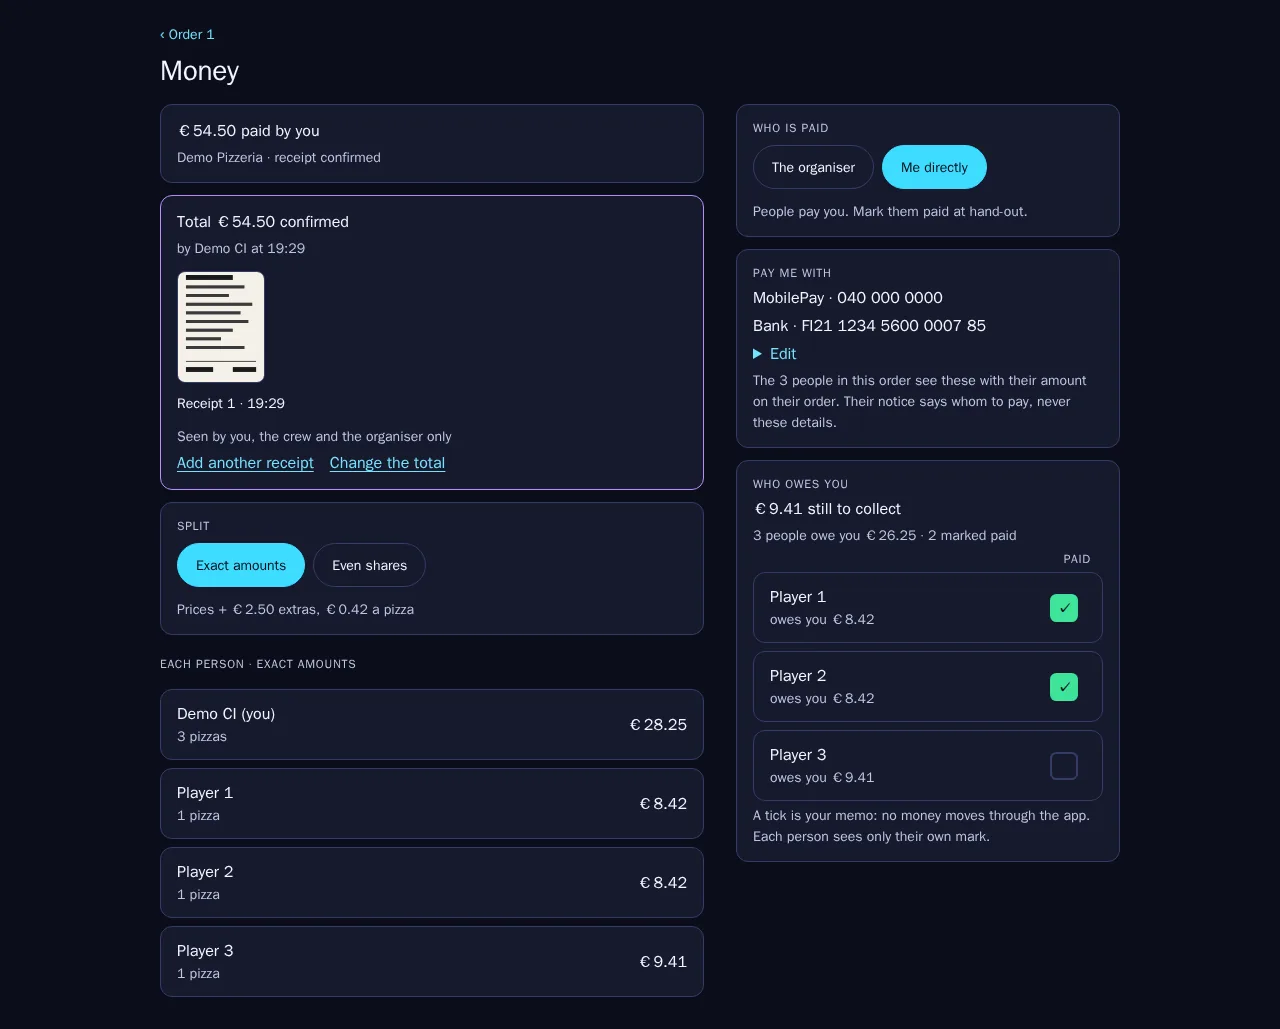 ‹ Order 1
Money
€ 54.50 paid by you
Demo Pizzeria · receipt confirmed
Total € 54.50 confirmed
by Demo CI at 19:29
Receipt 1 · 19:29
Seen by you, the crew and the organiser only
Add another receipt Change the total
SPLIT
Exact amounts Even shares
Prices + € 2.50 extras, € 0.42 a pizza
EACH PERSON · EXACT AMOUNTS
Demo CI (you)
3 pizzas
€ 28.25
Player 1
1 pizza
€ 8.42
Player 2
1 pizza
€ 8.42
Player 3
1 pizza
€ 9.41
WHO IS PAID
The organiser Me directly
People pay you. Mark them paid at hand-out.
PAY ME WITH
MobilePay · 040 000 0000
Bank · FI21 1234 5600 0007 85
Edit
The 3 people in this order see these with their amount
on their order. Their notice says whom to pay, never
these details.
WHO OWES YOU
€ 9.41 still to collect
3 people owe you € 26.25 · 2 marked paid
PAID
Player 1
owes you € 8.42
Player 2
owes you € 8.42
Player 3
owes you € 9.41
A tick is your memo: no money moves through the app.
Each person sees only their own mark.